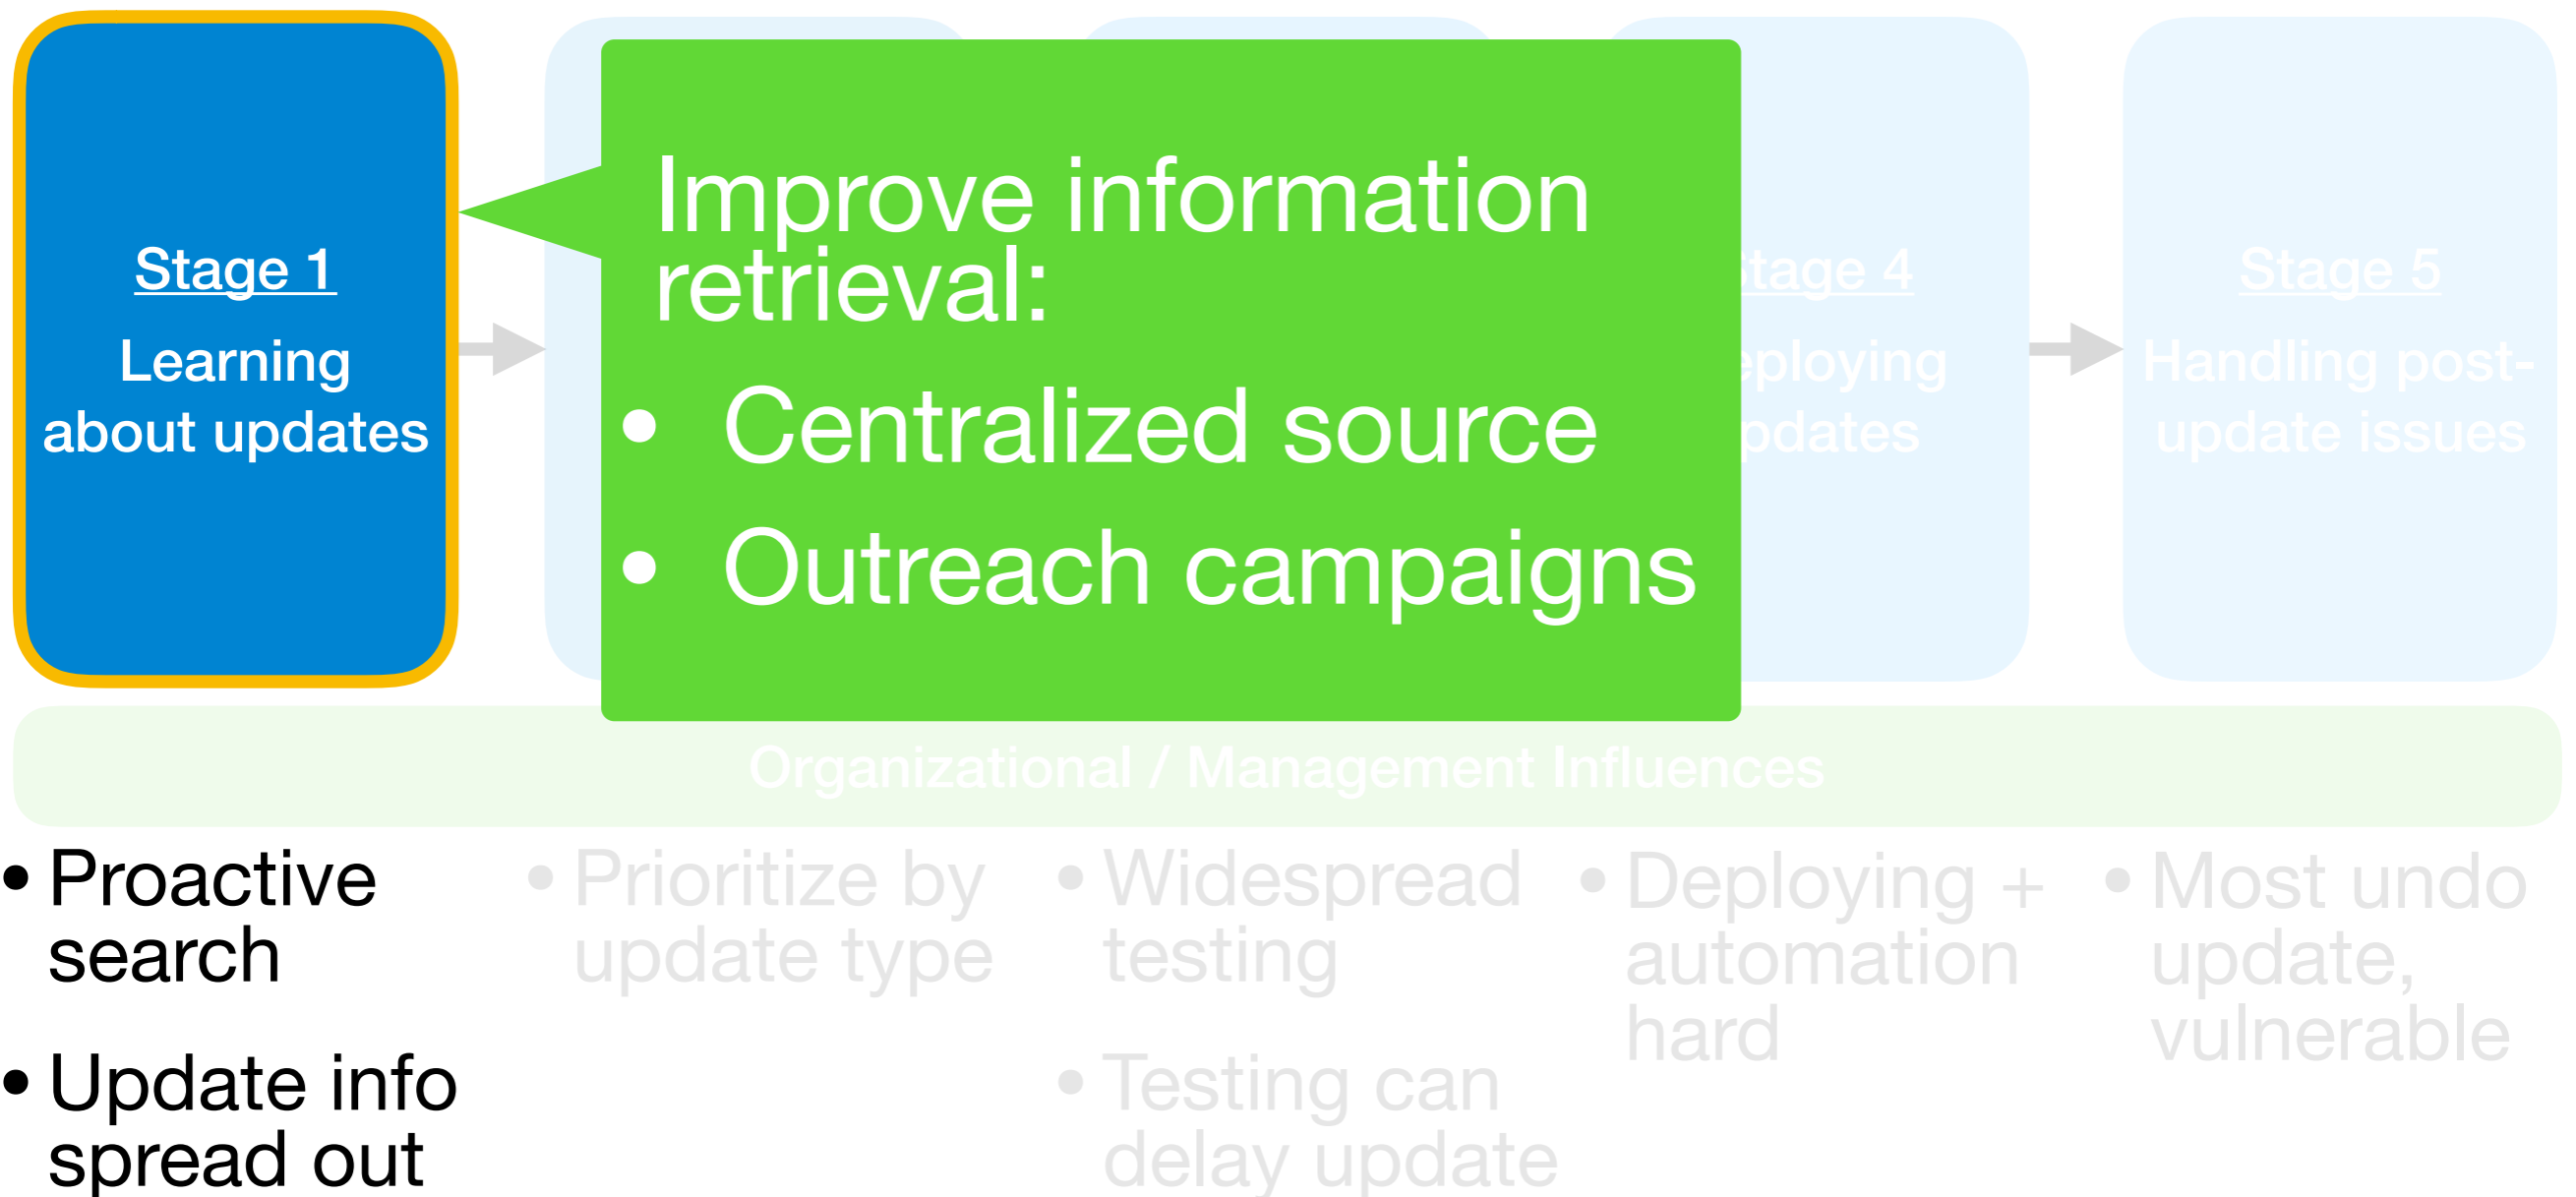 Stage 1
Learning
about updates
Improve information
retrieval:
• Centralized source
• Outreach campaigns
Stage 4
eploying
pdates
Stage 5
Handling post-
update issues
Organizational / Management Influences
• Proactive
search
• Update info
spread out
• Prioritize by
update type
• Widespread
testing
• Testing can
delay update
• Deploying +
automation
hard
• Most undo
update,
vulnerable